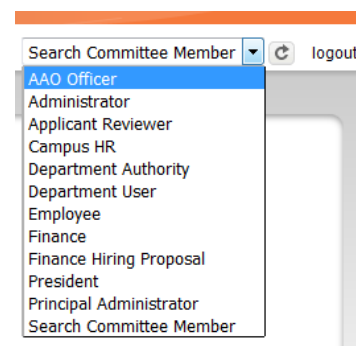 Search Committee Member logout
AAO Officer
Administrator
Applicant Reviewer
Campus HR
Department Authority
Department User
Employee
Finance
Finance Hiring Proposal
President
Principal Administrator
Search Committee Member